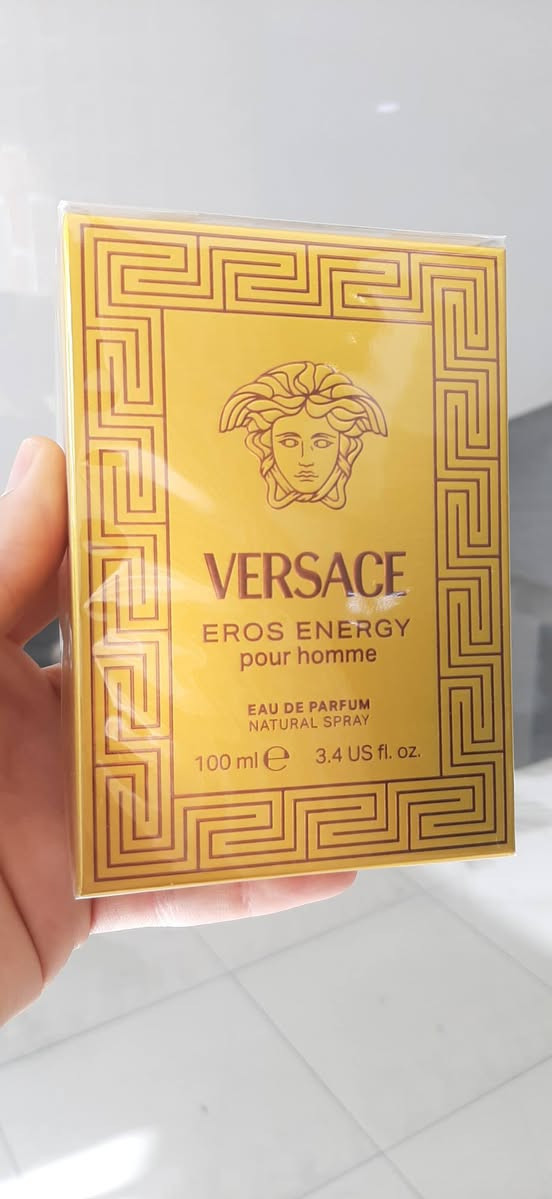 VERSACE
EROS ENERGY
pour homme
EAU DE PARFUM
NATURAL SPRAY
100 ml ℮ 3.4 US fl. oz.